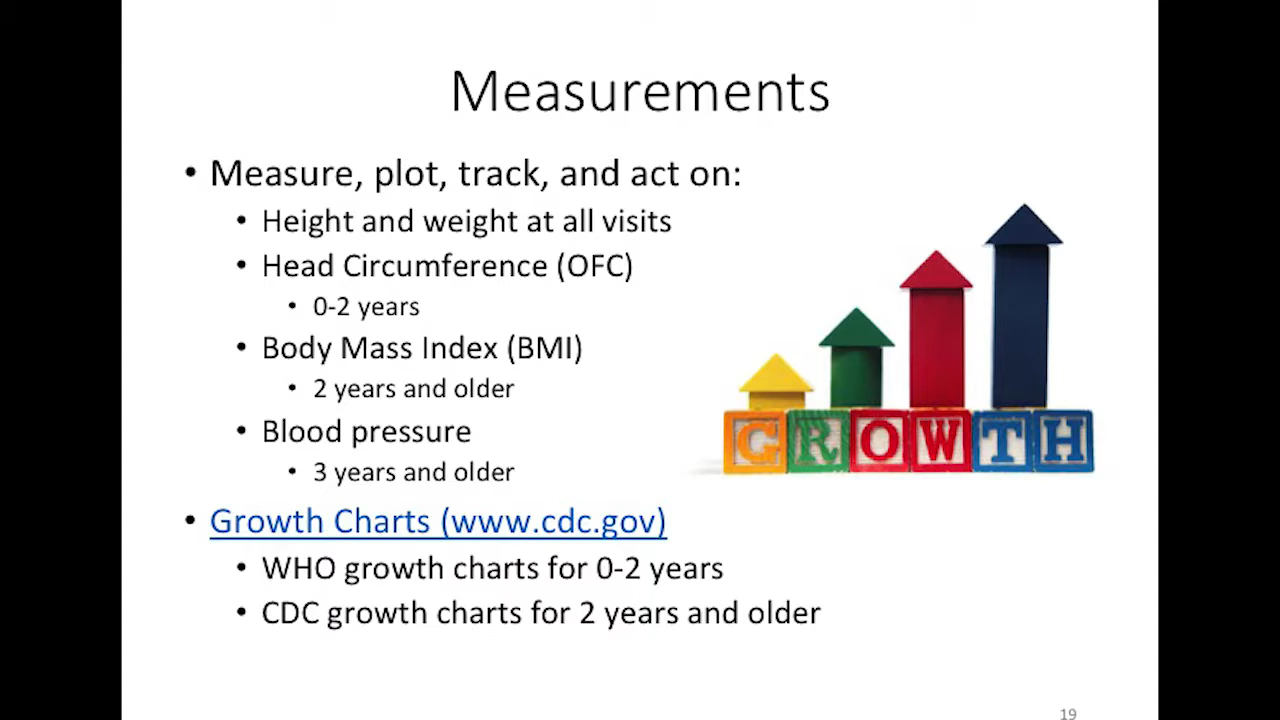 Measurements
• Measure, plot, track, and act on:
• Height and weight at all visits
• Head Circumference (OFC)
• 0-2 years
• Body Mass Index (BMI)
• 2 years and older
• Blood pressure
• 3 years and older
GROWTH
• Growth Charts (www.cdc.gov)
• WHO growth charts for 0-2 years
• CDC growth charts for 2 years and older
19